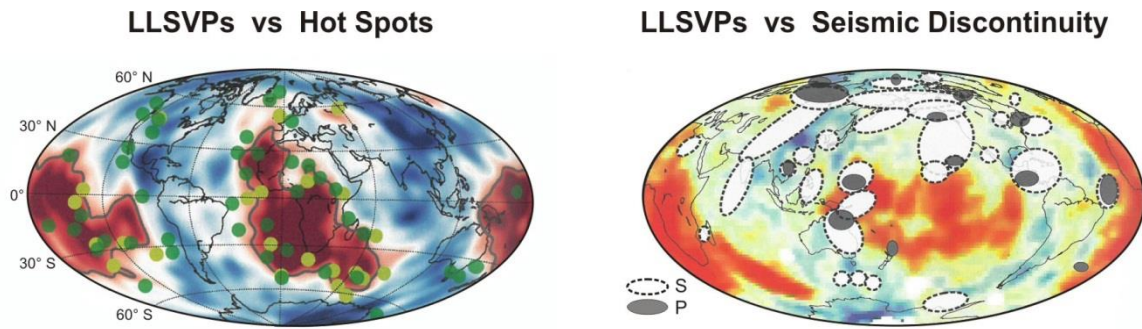 LLSVPs vs Hot Spots
LLSVPs vs Seismic Discontinuity
60° N
30° N
0°
30° S
60° S
S
P